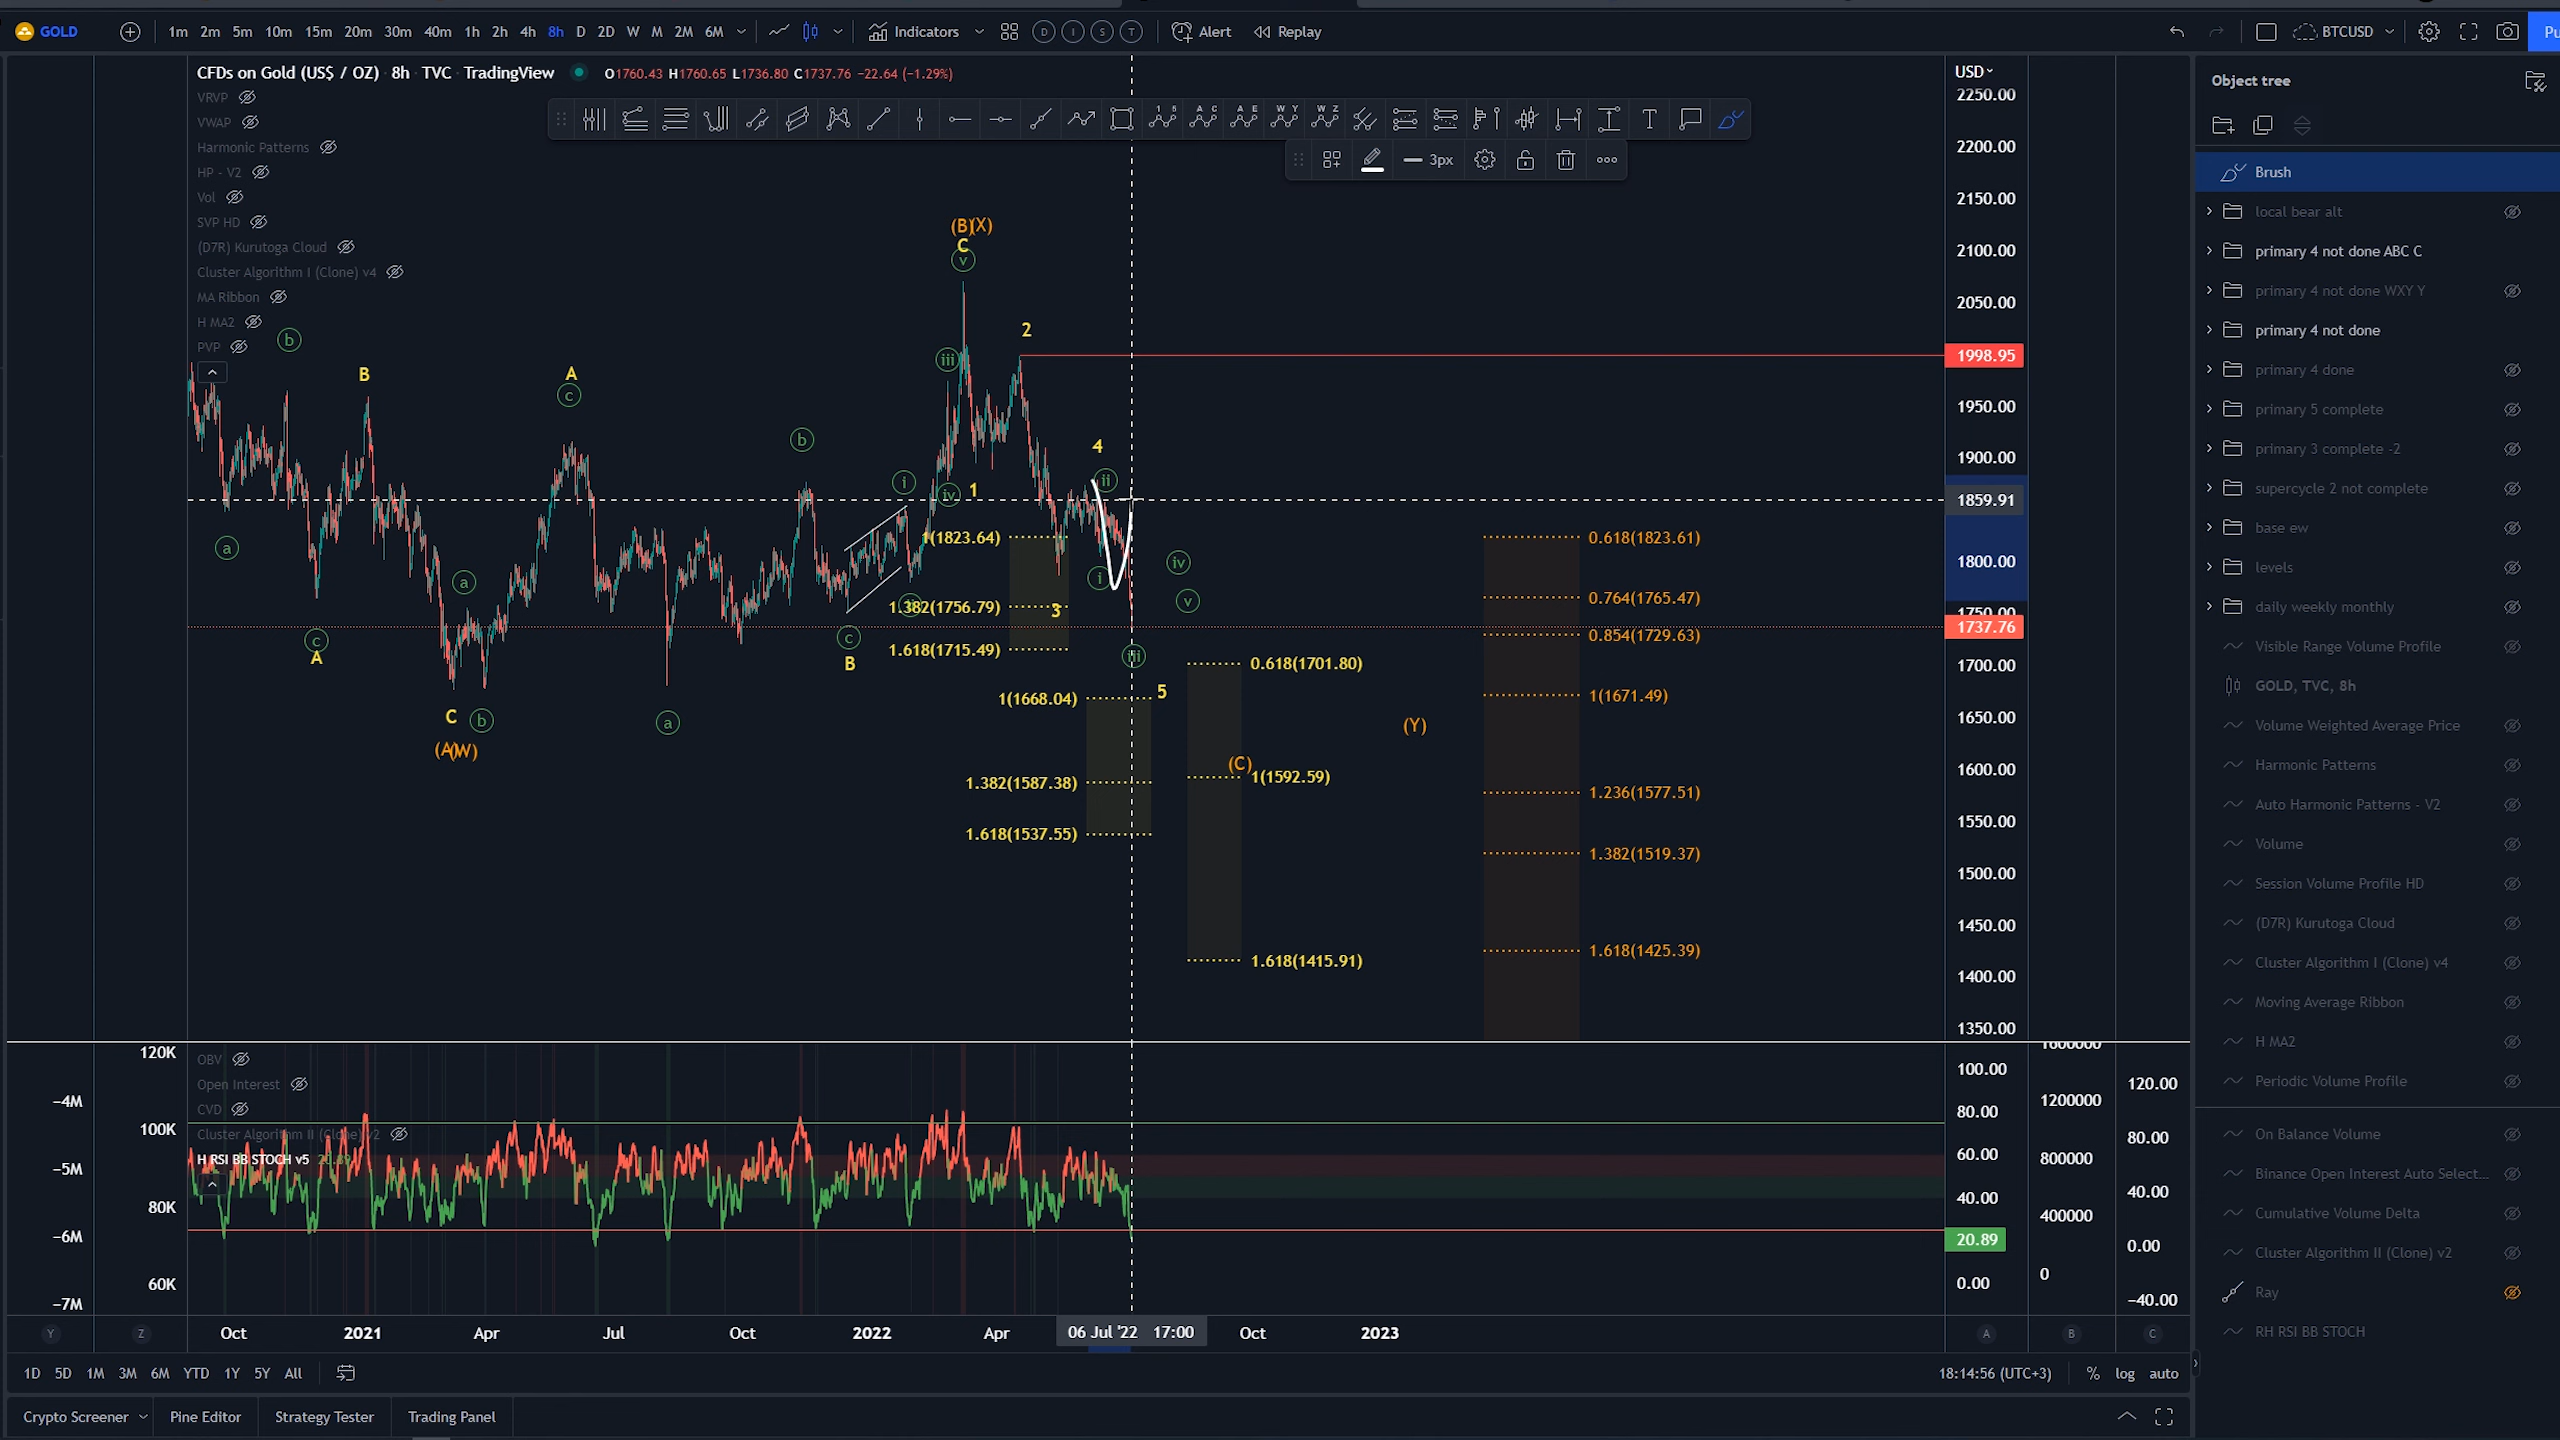 GOLD 1m 2m 5m 10m 15m 20m 30m 40m 1h 2h 4h 8h D 2D W M 2M 6M Indicators D I S T Alert Replay BTCUSD Pu
CFDs on Gold (US$ / OZ) · 8h · TVC · TradingView O1760.43 H1760.65 L1736.80 C1737.76 −22.64 (−1.29%)
VRVP
VWAP
Harmonic Patterns
HP - V2
Vol
SVP HD
(D7R) Kurutoga Cloud
Cluster Algorithm I (Clone) v4
MA Ribbon
H MA2
PVP
1 5
A C
A E
W Y
W Z
T
3px
USD
2250.00
2200.00
2150.00
2100.00
2050.00
1998.95
1950.00
1900.00
1859.91
1800.00
1750.00
1737.76
1700.00
1650.00
1600.00
1550.00
1500.00
1450.00
1400.00
1350.00
(B)(X)
C
v
2
b
iii
B
A
c
b
4
ii
i
iv 1
a
1(1823.64)
0.618(1823.61)
iv
i
a
v
0.764(1765.47)
1.382(1756.79)
3
c
A
c
B
0.854(1729.63)
1.618(1715.49)
iii
0.618(1701.80)
1(1668.04)
5
1(1671.49)
C b
a
(Y)
(A)(W)
(C)
1(1592.59)
1.382(1587.38)
1.236(1577.51)
1.618(1537.55)
1.382(1519.37)
1.618(1425.39)
1.618(1415.91)
OBV
Open Interest
CVD
Cluster Algorithm II (Clone) v2
H RSI BB STOCH v5 20.89
−4M
−5M
−6M
−7M
120K
100K
80K
60K
100.00
80.00
60.00
40.00
20.89
0.00
1600000
1200000
800000
400000
0
120.00
80.00
40.00
0.00
−40.00
Y Z Oct 2021 Apr Jul Oct 2022 Apr 06 Jul '22 17:00 Oct 2023 A B C
1D 5D 1M 3M 6M YTD 1Y 5Y All 18:14:56 (UTC+3) % log auto
Crypto Screener Pine Editor Strategy Tester Trading Panel
Object tree
Brush
local bear alt
primary 4 not done ABC C
primary 4 not done WXY Y
primary 4 not done
primary 4 done
primary 5 complete
primary 3 complete -2
supercycle 2 not complete
base ew
levels
daily weekly monthly
Visible Range Volume Profile
GOLD, TVC, 8h
Volume Weighted Average Price
Harmonic Patterns
Auto Harmonic Patterns - V2
Volume
Session Volume Profile HD
(D7R) Kurutoga Cloud
Cluster Algorithm I (Clone) v4
Moving Average Ribbon
H MA2
Periodic Volume Profile
On Balance Volume
Binance Open Interest Auto Select...
Cumulative Volume Delta
Cluster Algorithm II (Clone) v2
Ray
RH RSI BB STOCH